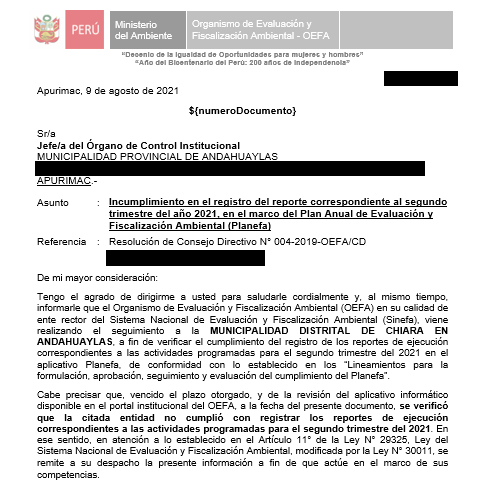 PERÚ
Ministerio
del Ambiente
Organismo de Evaluación y
Fiscalización Ambiental - OEFA
“Decenio de la Igualdad de Oportunidades para mujeres y hombres”
“Año del Bicentenario del Perú: 200 años de Independencia”
Apurimac, 9 de agosto de 2021
${numeroDocumento}
Sr/a
Jefe/a del Órgano de Control Institucional
MUNICIPALIDAD PROVINCIAL DE ANDAHUAYLAS
APURIMAC.-
Asunto : Incumplimiento en el registro del reporte correspondiente al segundo
trimestre del año 2021, en el marco del Plan Anual de Evaluación y
Fiscalización Ambiental (Planefa)
Referencia : Resolución de Consejo Directivo N° 004-2019-OEFA/CD
De mi mayor consideración:
Tengo el agrado de dirigirme a usted para saludarle cordialmente y, al mismo tiempo,
informarle que el Organismo de Evaluación y Fiscalización Ambiental (OEFA) en su calidad de
ente rector del Sistema Nacional de Evaluación y Fiscalización Ambiental (Sinefa), viene
realizando el seguimiento a la MUNICIPALIDAD DISTRITAL DE CHIARA EN
ANDAHUAYLAS, a fin de verificar el cumplimiento del registro de los reportes de ejecución
correspondientes a las actividades programadas para el segundo trimestre del 2021 en el
aplicativo Planefa, de conformidad con lo establecido en los “Lineamientos para la
formulación, aprobación, seguimiento y evaluación del cumplimiento del Planefa”.
Cabe precisar que, vencido el plazo otorgado, y de la revisión del aplicativo informático
disponible en el portal institucional del OEFA, a la fecha del presente documento, se verificó
que la citada entidad no cumplió con registrar los reportes de ejecución
correspondientes a las actividades programadas para el segundo trimestre del 2021. En
ese sentido, en atención a lo establecido en el Artículo 11° de la Ley N° 29325, Ley del
Sistema Nacional de Evaluación y Fiscalización Ambiental, modificada por la Ley N° 30011, se
remite a su despacho la presente información a fin de que actúe en el marco de sus
competencias.